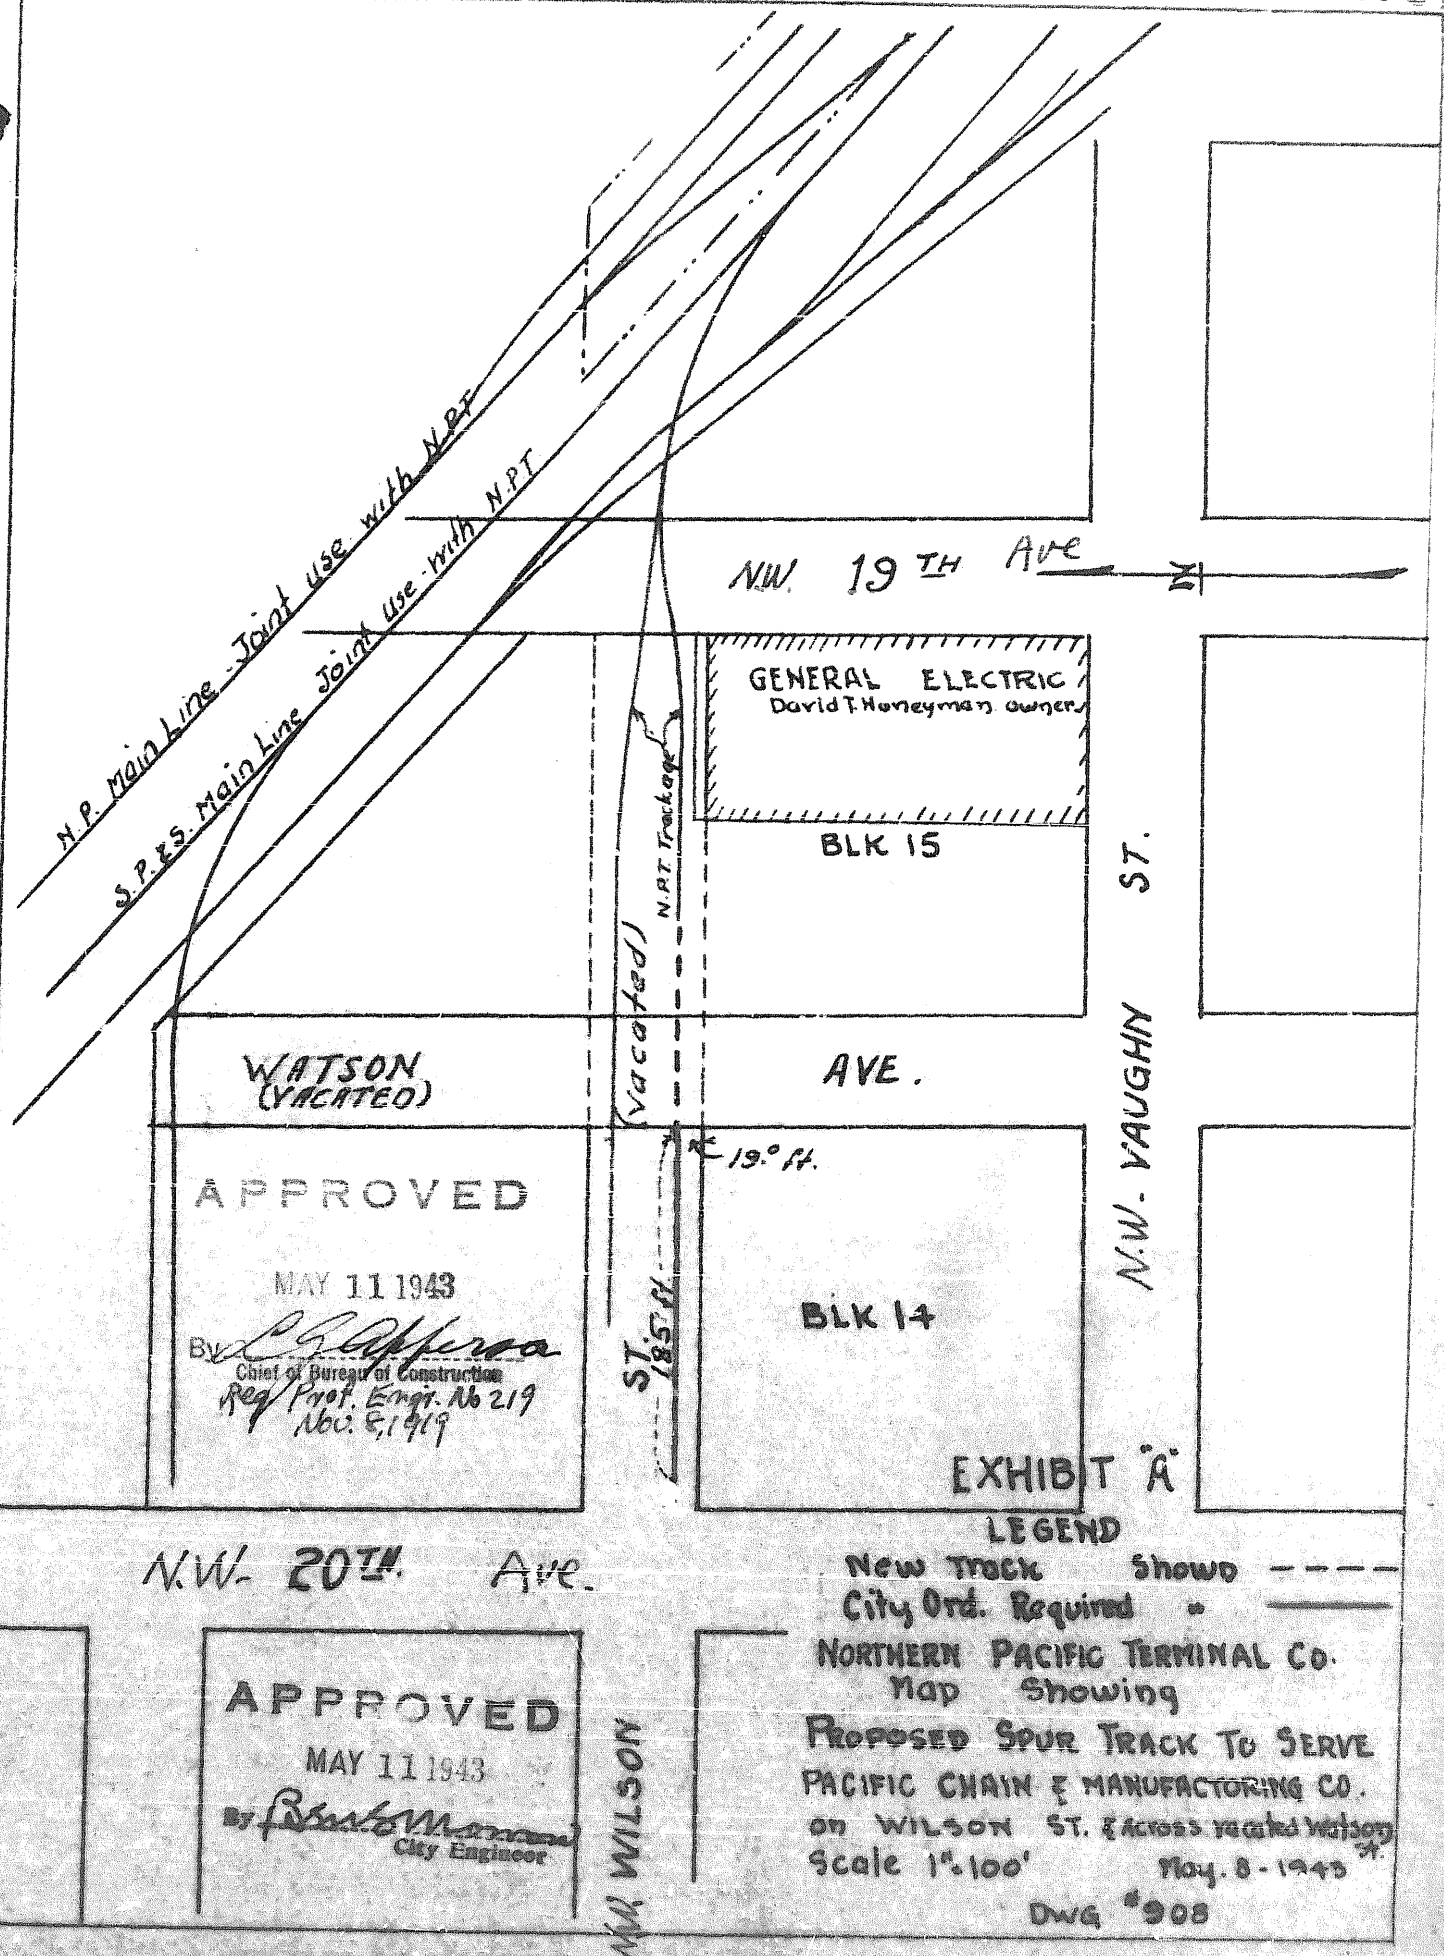 N.P. Main Line Joint use with N.P.T
S.P.&S. Main Line Joint use with N.P.T
N.W. 19TH Ave
N
GENERAL ELECTRIC
David T. Honeyman owner
N.P.T. Trackage
BLK 15
N.W. VAUGHN ST.
(vacated)
WATSON AVE.
(VACATED)
19.0 ft.
185 ft.
BLK 14
APPROVED
MAY 11 1943
By
Chief of Bureau of Construction
Reg Prof. Engr. No 219
Nov. 8, 1919
N.W. WILSON ST.
EXHIBIT "A"
LEGEND
New Track Shown
City Ord. Required "
N.W. 20TH. Ave.
NORTHERN PACIFIC TERMINAL CO.
Map Showing
PROPOSED SPUR TRACK TO SERVE
PACIFIC CHAIN & MANUFACTURING CO.
on WILSON ST. & Across vacated Watson St.
Scale 1"=100' May. 8-1943
DWG #908
APPROVED
MAY 11 1943
BY
City Engineer